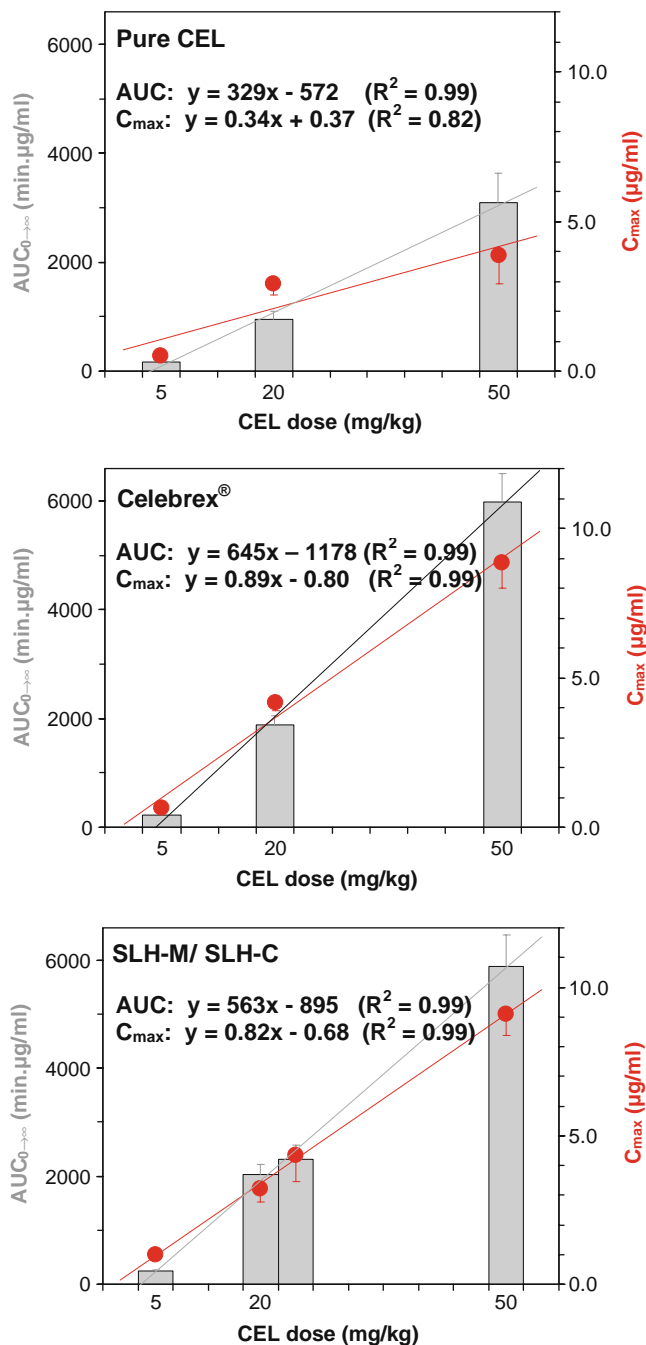 Pure CEL
AUC: y = 329x - 572 (R² = 0.99)
Cmax: y = 0.34x + 0.37 (R² = 0.82)
6000
4000
2000
0
10.0
5.0
0.0
AUC0→∞ (min.µg/ml)
Cmax (µg/ml)
5 20 50
CEL dose (mg/kg)
Celebrex®
AUC: y = 645x – 1178 (R² = 0.99)
Cmax: y = 0.89x - 0.80 (R² = 0.99)
6000
4000
2000
0
10.0
5.0
0.0
AUC0→∞ (min.µg/ml)
Cmax (µg/ml)
5 20 50
CEL dose (mg/kg)
SLH-M/ SLH-C
AUC: y = 563x - 895 (R² = 0.99)
Cmax: y = 0.82x - 0.68 (R² = 0.99)
6000
4000
2000
0
10.0
5.0
0.0
AUC0→∞ (min.µg/ml)
Cmax (µg/ml)
5 20 50
CEL dose (mg/kg)